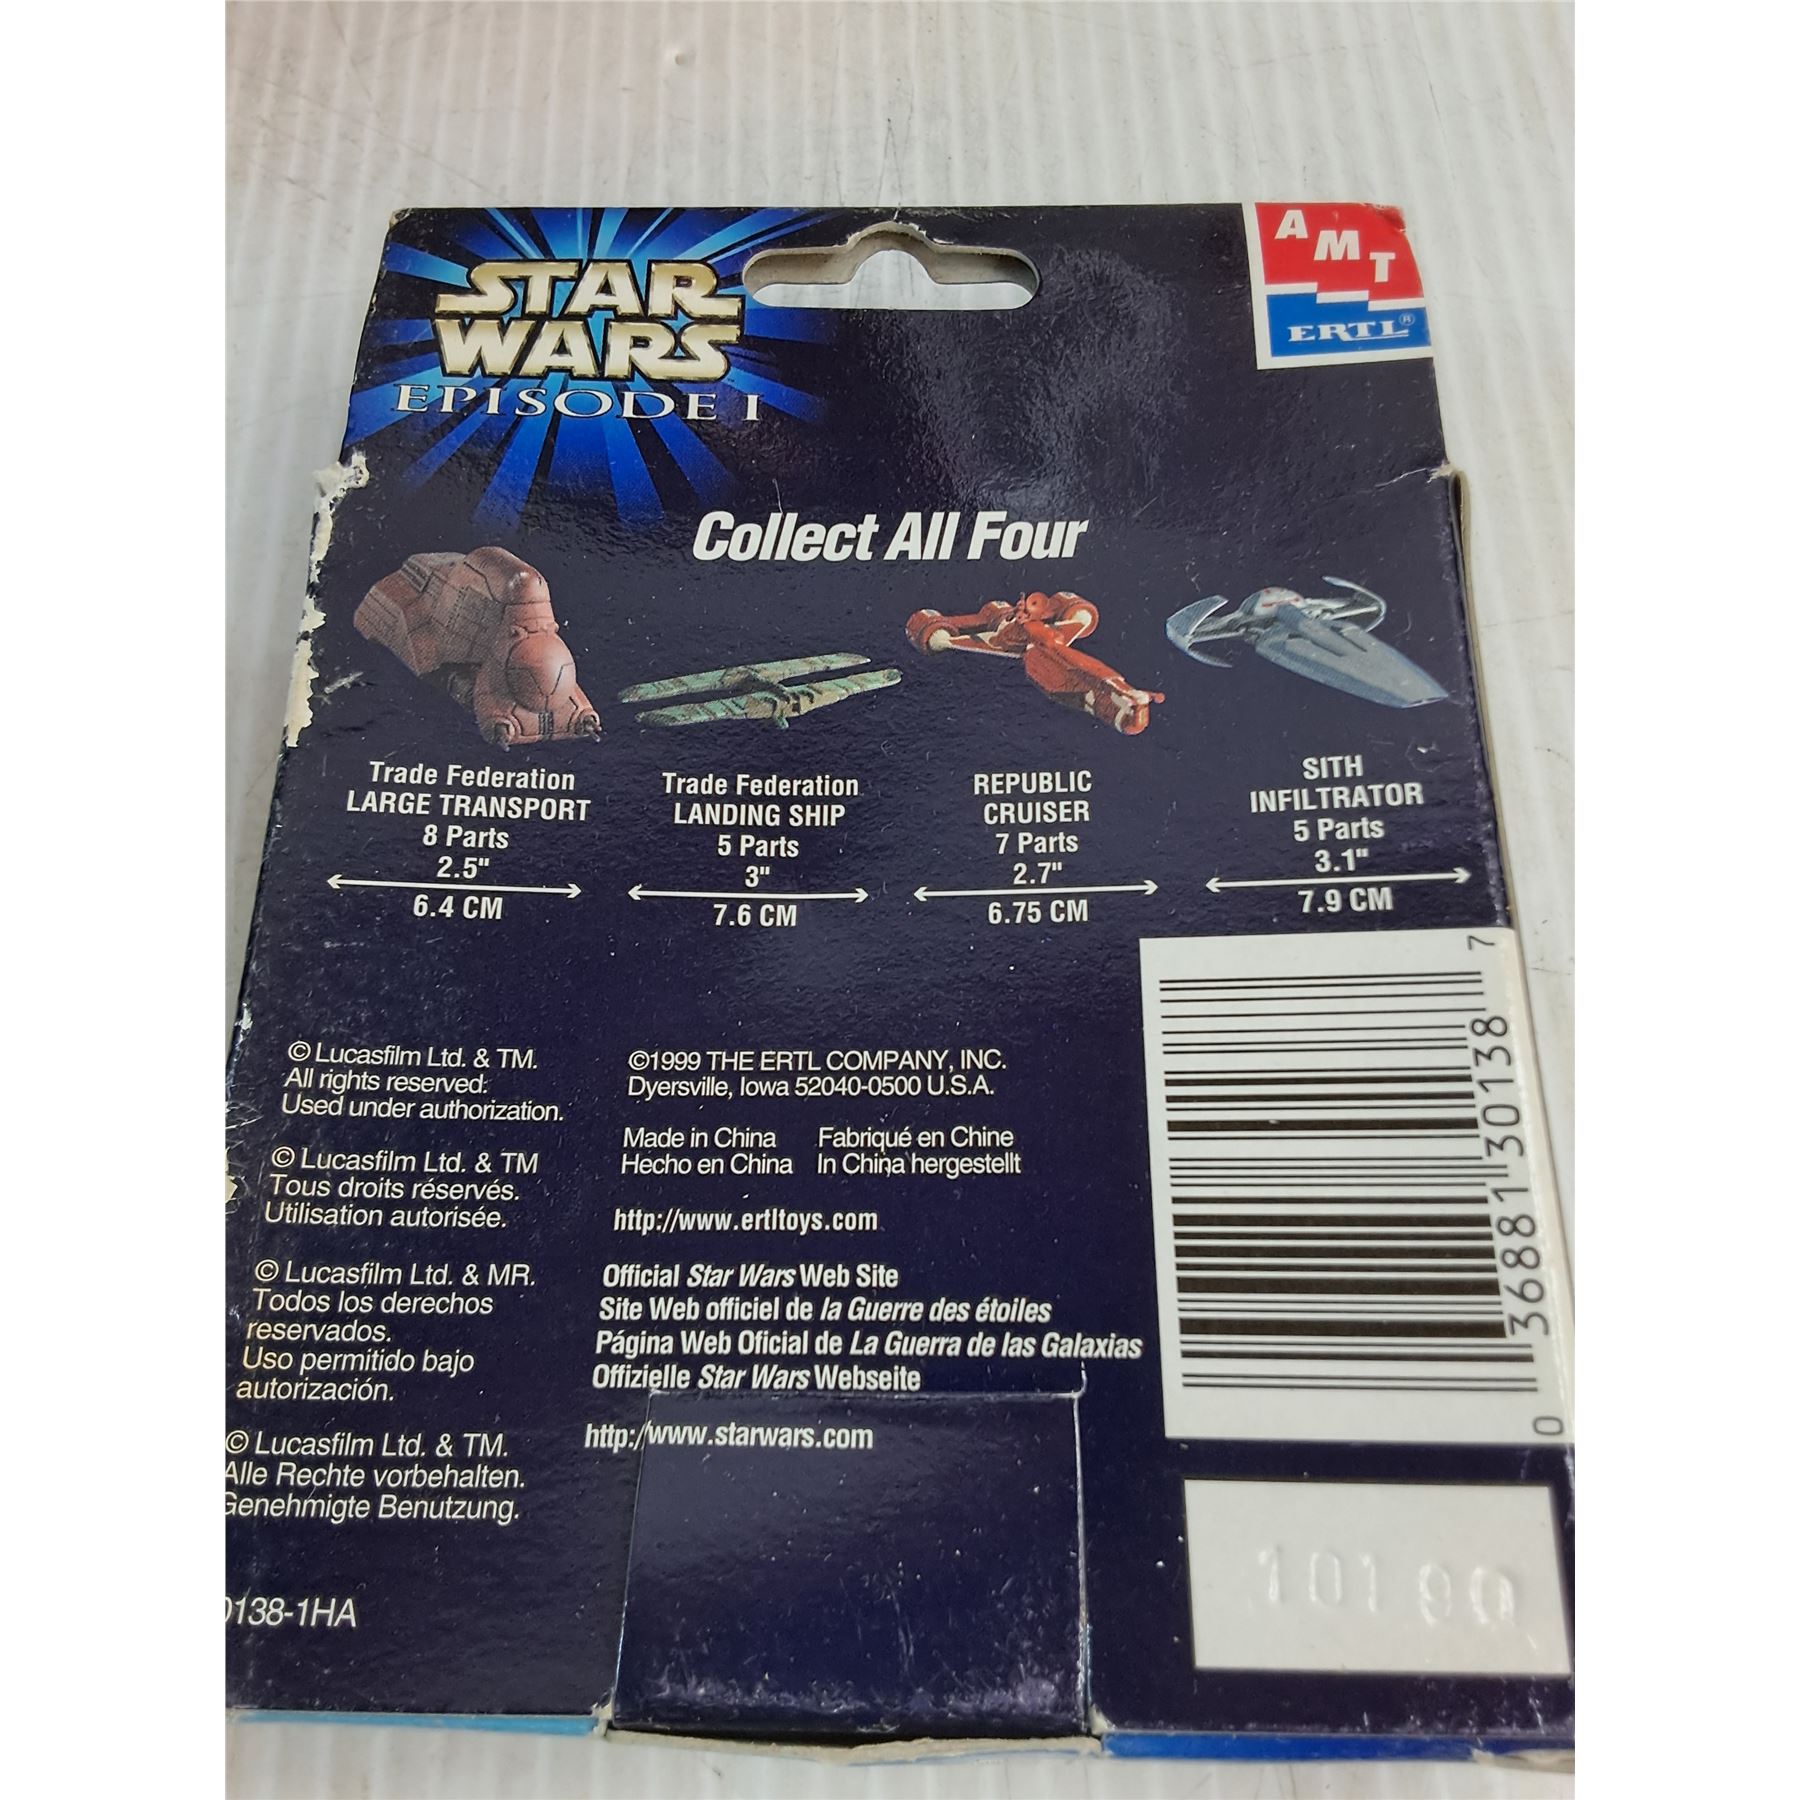 STAR
WARS
EPISODE I
AMT
ERTL®
Collect All Four
Trade Federation
LARGE TRANSPORT
8 Parts
2.5"
6.4 CM
Trade Federation
LANDING SHIP
5 Parts
3"
7.6 CM
REPUBLIC
CRUISER
7 Parts
2.7"
6.75 CM
SITH
INFILTRATOR
5 Parts
3.1"
7.9 CM
© Lucasfilm Ltd. & TM.
All rights reserved.
Used under authorization.
© Lucasfilm Ltd. & TM
Tous droits réservés.
Utilisation autorisée.
© Lucasfilm Ltd. & MR.
Todos los derechos
reservados.
Uso permitido bajo
autorización.
© Lucasfilm Ltd. & TM.
Alle Rechte vorbehalten.
Genehmigte Benutzung.
0138-1HA
©1999 THE ERTL COMPANY, INC.
Dyersville, Iowa 52040-0500 U.S.A.
Made in China Fabriqué en Chine
Hecho en China In China hergestellt
http://www.ertltoys.com
Official Star Wars Web Site
Site Web officiel de la Guerre des étoiles
Página Web Oficial de La Guerra de las Galaxias
Offizielle Star Wars Webseite
http://www.starwars.com
0 36881 30138 7